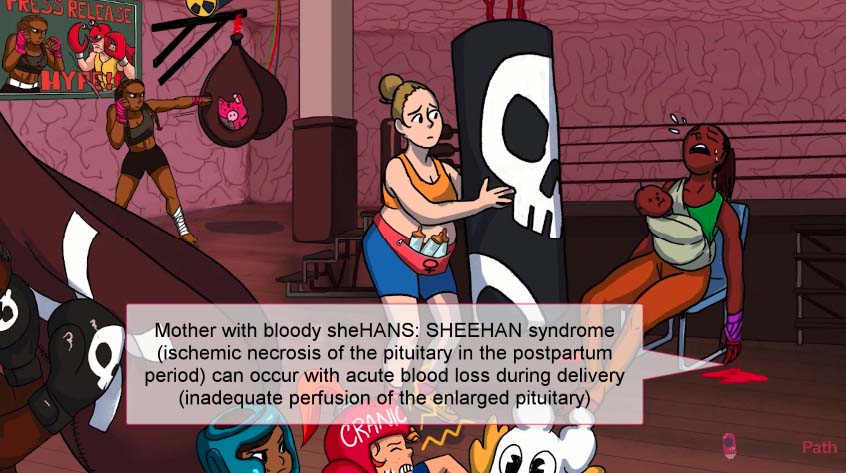 PRESS RELEASE
HYPE!!
Mother with bloody sheHANS: SHEEHAN syndrome
(ischemic necrosis of the pituitary in the postpartum
period) can occur with acute blood loss during delivery
(inadequate perfusion of the enlarged pituitary)
CRANIC
Path